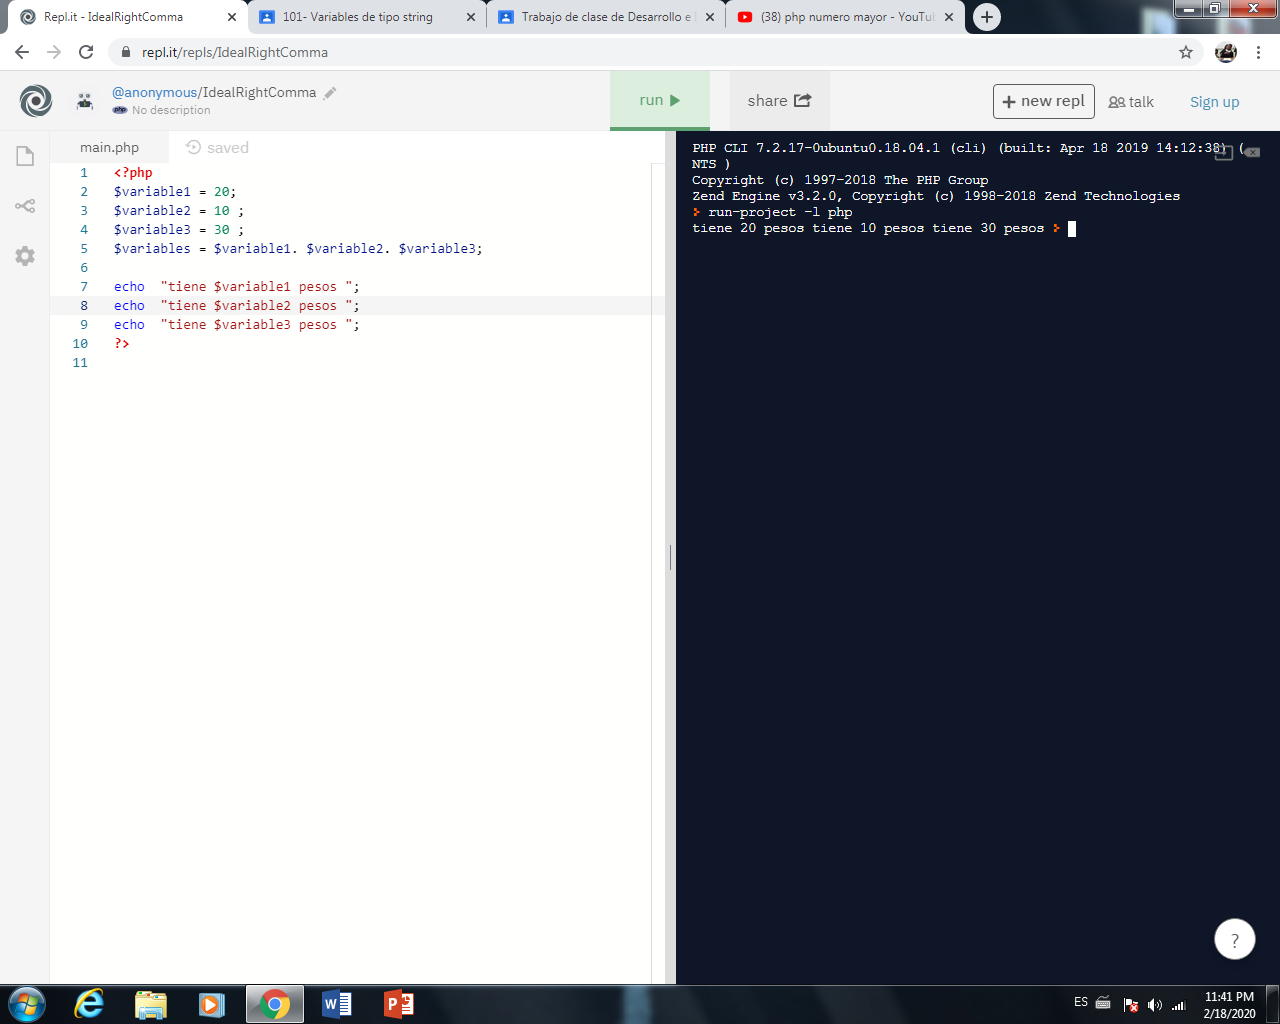 Repl.it - IdealRightComma
101- Variables de tipo string
Trabajo de clase de Desarrollo e
(38) php numero mayor - YouTu
repl.it/repls/IdealRightComma
@anonymous/IdealRightComma
No description
run
share
+ new repl
talk
Sign up
main.php
saved
1 <?php
2 $variable1 = 20;
3 $variable2 = 10 ;
4 $variable3 = 30 ;
5 $variables = $variable1. $variable2. $variable3;
6
7 echo  "tiene $variable1 pesos ";
8 echo  "tiene $variable2 pesos ";
9 echo  "tiene $variable3 pesos ";
10 ?>
11
PHP CLI 7.2.17-0ubuntu0.18.04.1 (cli) (built: Apr 18 2019 14:12:38) (
NTS )
Copyright (c) 1997-2018 The PHP Group
Zend Engine v3.2.0, Copyright (c) 1998-2018 Zend Technologies
run-project -l php
tiene 20 pesos tiene 10 pesos tiene 30 pesos
?
ES
11:41 PM
2/18/2020